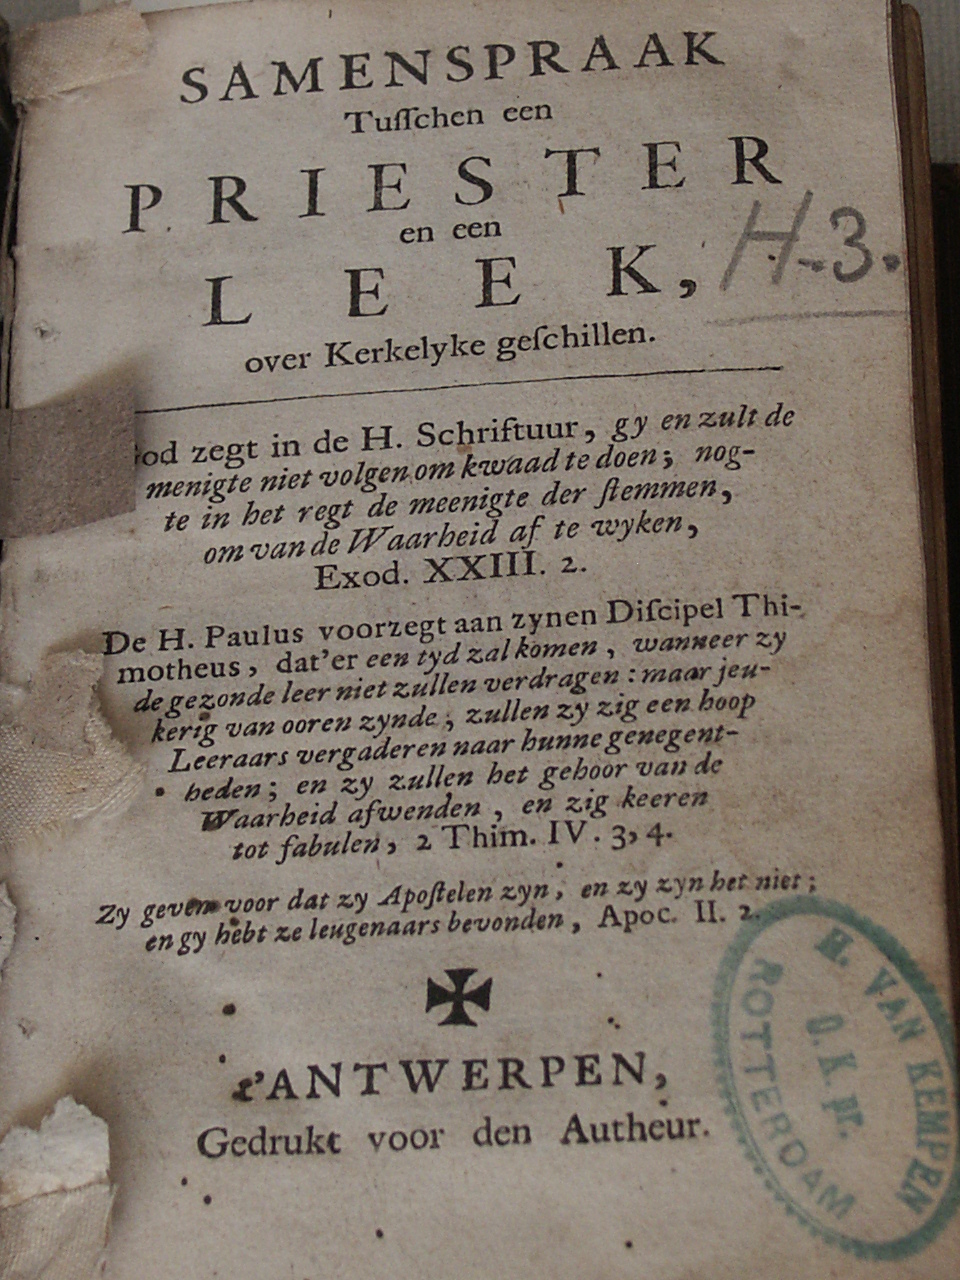 SAMENSPRAAK
Tuſſchen een
PRIESTER
en een
LEEK,
H.3.
over Kerkelyke geſchillen.
od zegt in de H. Schriftuur, gy en zult de
menigte niet volgen om kwaad te doen; nog-
te in het regt de meenigte der ſtemmen,
om van de Waarheid af te wyken,
Exod. XXIII. 2.
De H. Paulus voorzegt aan zynen Diſcipel Thi-
motheus, dat'er een tyd zal komen, wanneer zy
de gezonde leer niet zullen verdragen: maar jeu-
kerig van ooren zynde, zullen zy zig een hoop
Leeraars vergaderen naar hunne genegent-
heden; en zy zullen het gehoor van de
Waarheid afwenden, en zig keeren
tot fabulen, 2 Thim. IV. 3, 4.
Zy geven voor dat zy Apoſtelen zyn, en zy zyn het niet;
en gy hebt ze leugenaars bevonden, Apoc. II. 2.
t'ANTWERPEN,
Gedrukt voor den Autheur.
H. VAN KEMPEN
O.K. pr.
ROTTERDAM